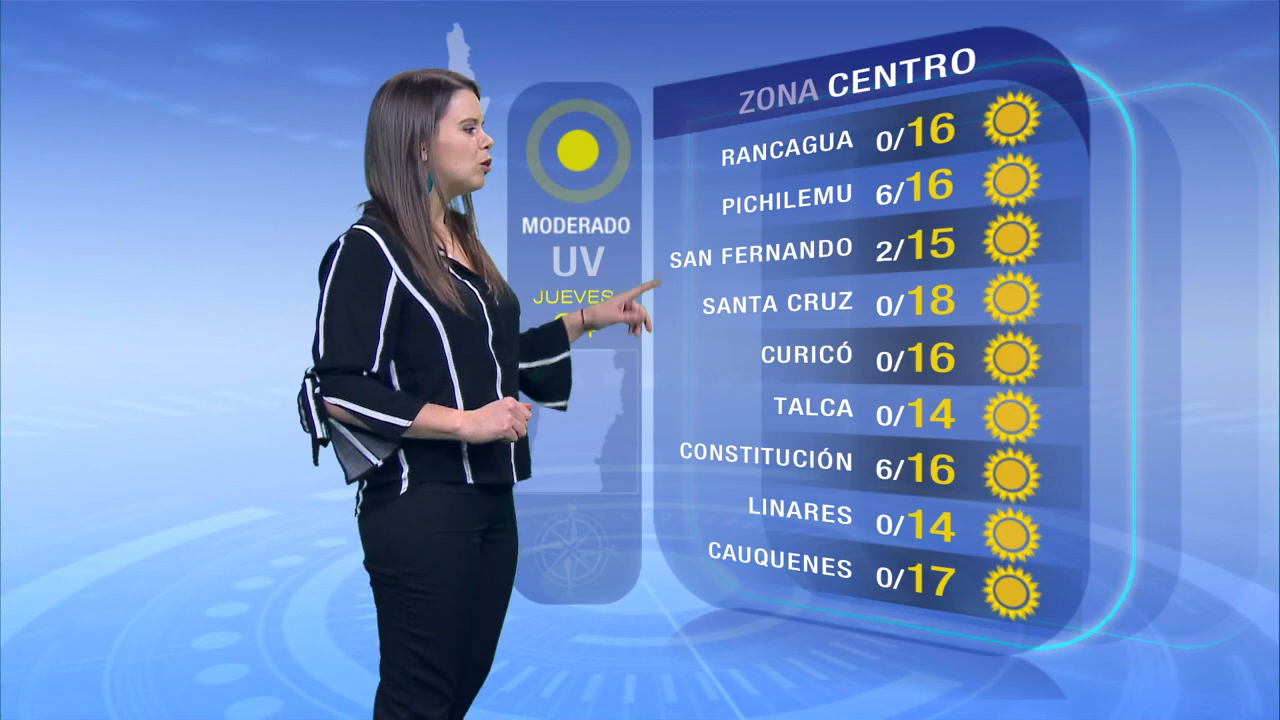 ZONA CENTRO
RANCAGUA 0/16
PICHILEMU 6/16
SAN FERNANDO 2/15
SANTA CRUZ 0/18
CURICÓ 0/16
TALCA 0/14
CONSTITUCIÓN 6/16
LINARES 0/14
CAUQUENES 0/17
MODERADO
UV
JUEVES